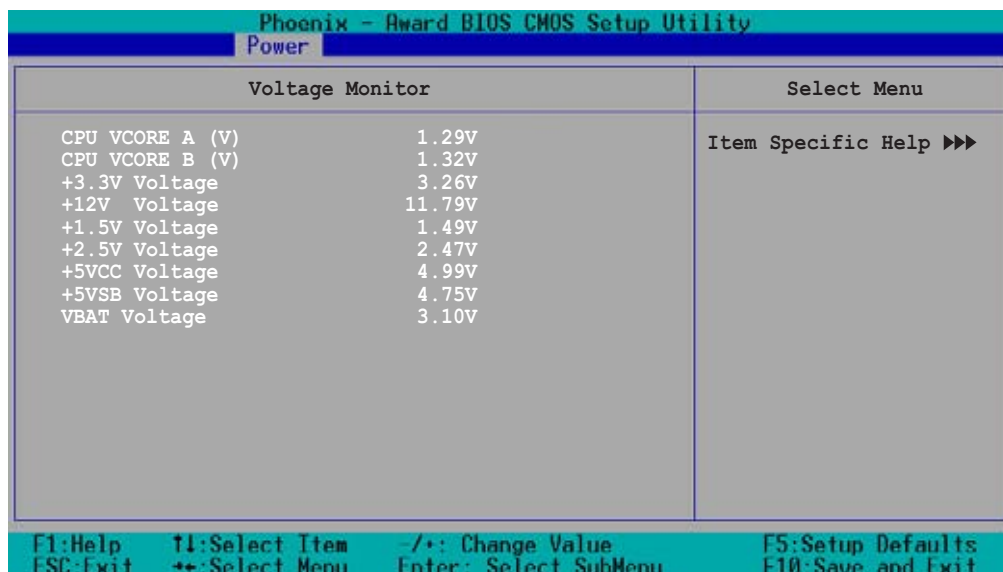 Phoenix - Award BIOS CMOS Setup Utility
Power
Voltage Monitor
Select Menu
CPU VCORE A (V) 1.29V
CPU VCORE B (V) 1.32V
+3.3V Voltage 3.26V
+12V Voltage 11.79V
+1.5V Voltage 1.49V
+2.5V Voltage 2.47V
+5VCC Voltage 4.99V
+5VSB Voltage 4.75V
VBAT Voltage 3.10V
Item Specific Help ▶▶▶
F1:Help ↑↓:Select Item -/+: Change Value F5:Setup Defaults
ESC:Exit ←→:Select Menu Enter: Select SubMenu F10:Save and Exit